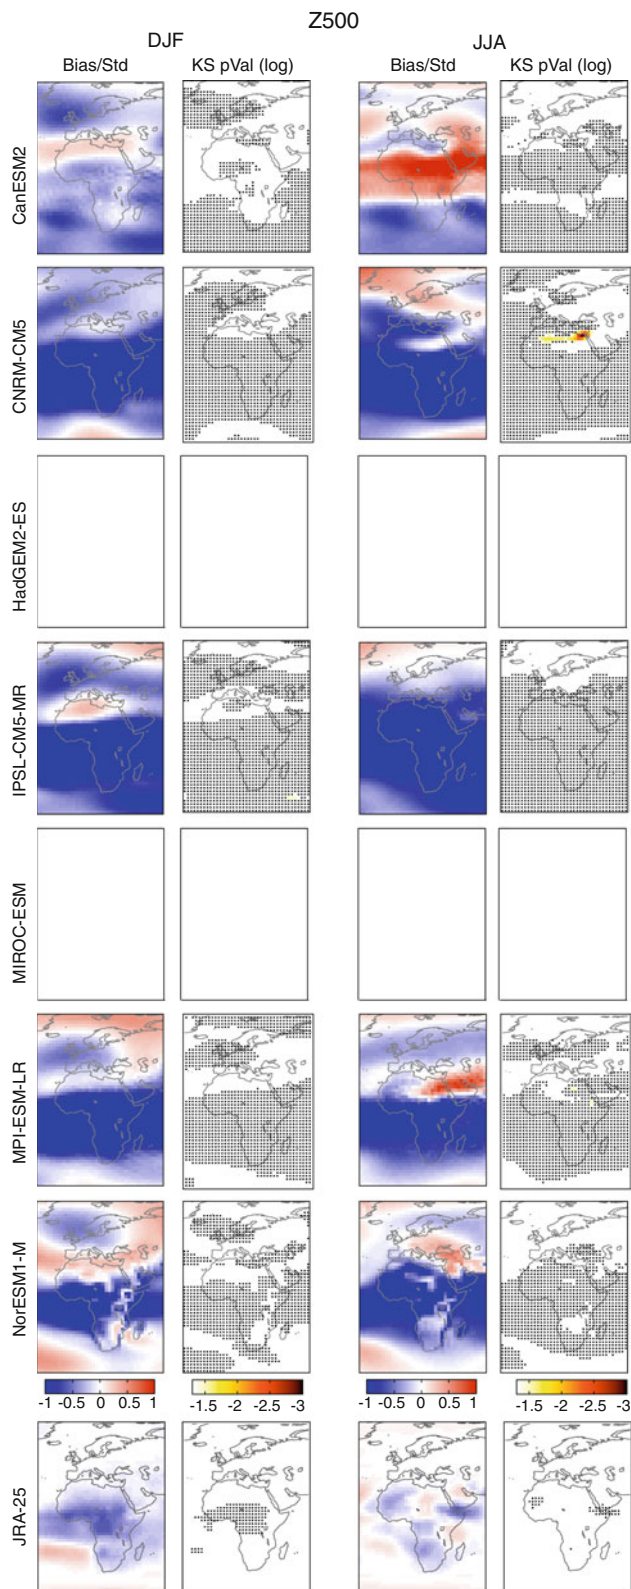 Z500
DJF JJA
Bias/Std KS pVal (log) Bias/Std KS pVal (log)
CanESM2
CNRM-CM5
HadGEM2-ES
IPSL-CM5-MR
MIROC-ESM
MPI-ESM-LR
NorESM1-M
-1 -0.5 0 0.5 1 -1.5 -2 -2.5 -3 -1 -0.5 0 0.5 1 -1.5 -2 -2.5 -3
JRA-25